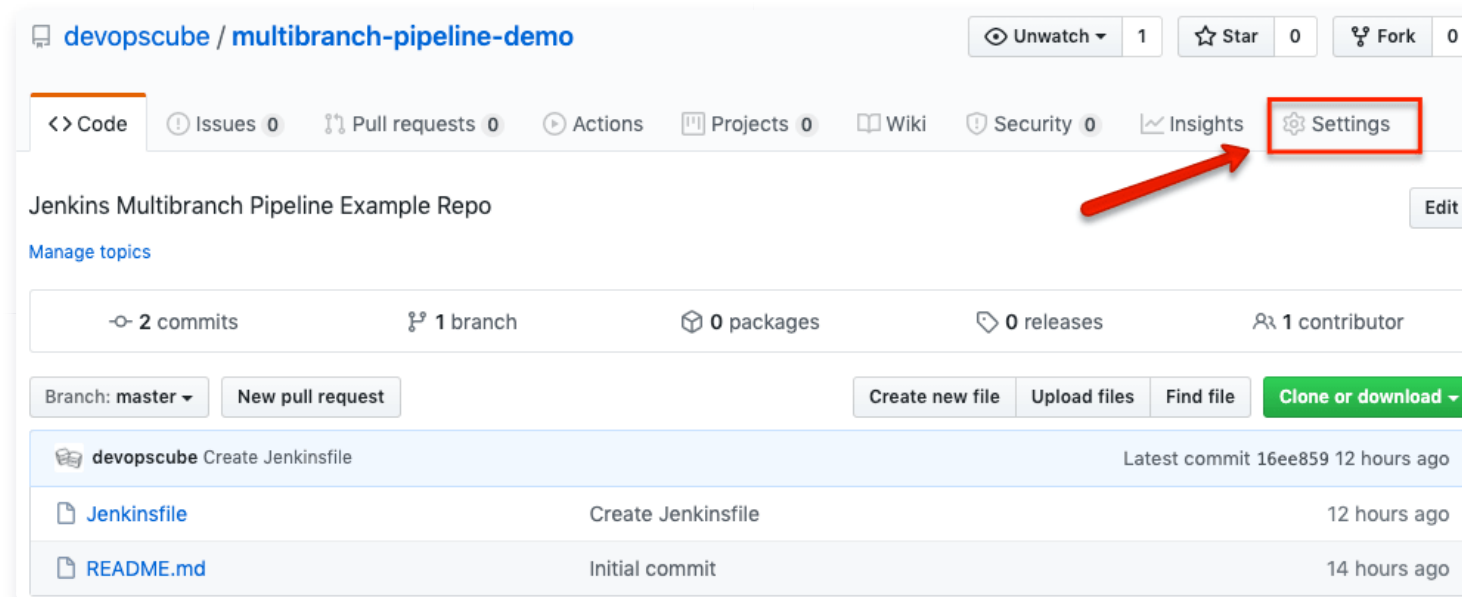 devopscube / multibranch-pipeline-demo Unwatch 1 Star 0 Fork 0
Code Issues 0 Pull requests 0 Actions Projects 0 Wiki Security 0 Insights Settings
Jenkins Multibranch Pipeline Example Repo Edit
Manage topics
2 commits 1 branch 0 packages 0 releases 1 contributor
Branch: master New pull request Create new file Upload files Find file Clone or download
devopscube Create Jenkinsfile Latest commit 16ee859 12 hours ago
Jenkinsfile Create Jenkinsfile 12 hours ago
README.md Initial commit 14 hours ago